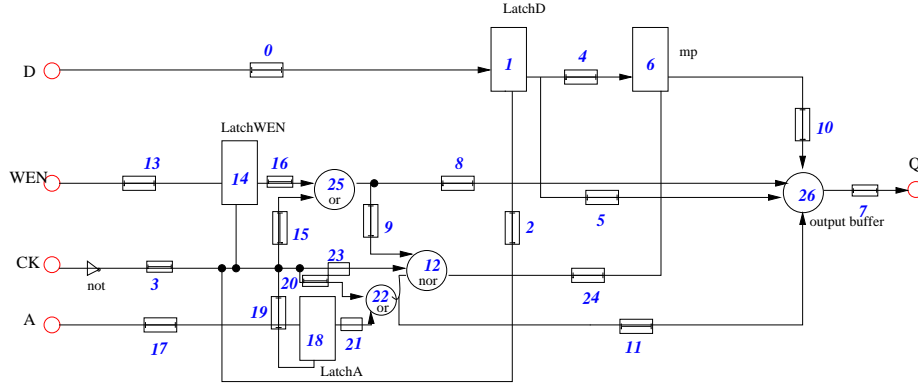 LatchD
0
D
1
4
6
mp
10
LatchWEN
13
16
8
WEN
14
25
or
26
7
Q
output buffer
15
9
2
5
CK
not
3
23
20
12
nor
24
22
or
A
17
19
18
21
11
LatchA